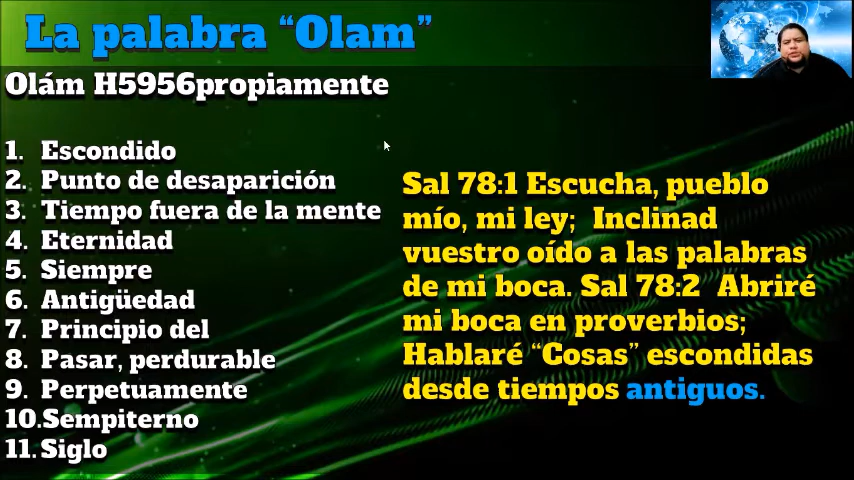 La palabra “Olam”
Olám H5956propiamente
1. Escondido
2. Punto de desaparición
3. Tiempo fuera de la mente
4. Eternidad
5. Siempre
6. Antigüedad
7. Principio del
8. Pasar, perdurable
9. Perpetuamente
10.Sempiterno
11. Siglo
Sal 78:1 Escucha, pueblo
mío, mi ley; Inclinad
vuestro oído a las palabras
de mi boca. Sal 78:2 Abriré
mi boca en proverbios;
Hablaré “Cosas” escondidas
desde tiempos antiguos.